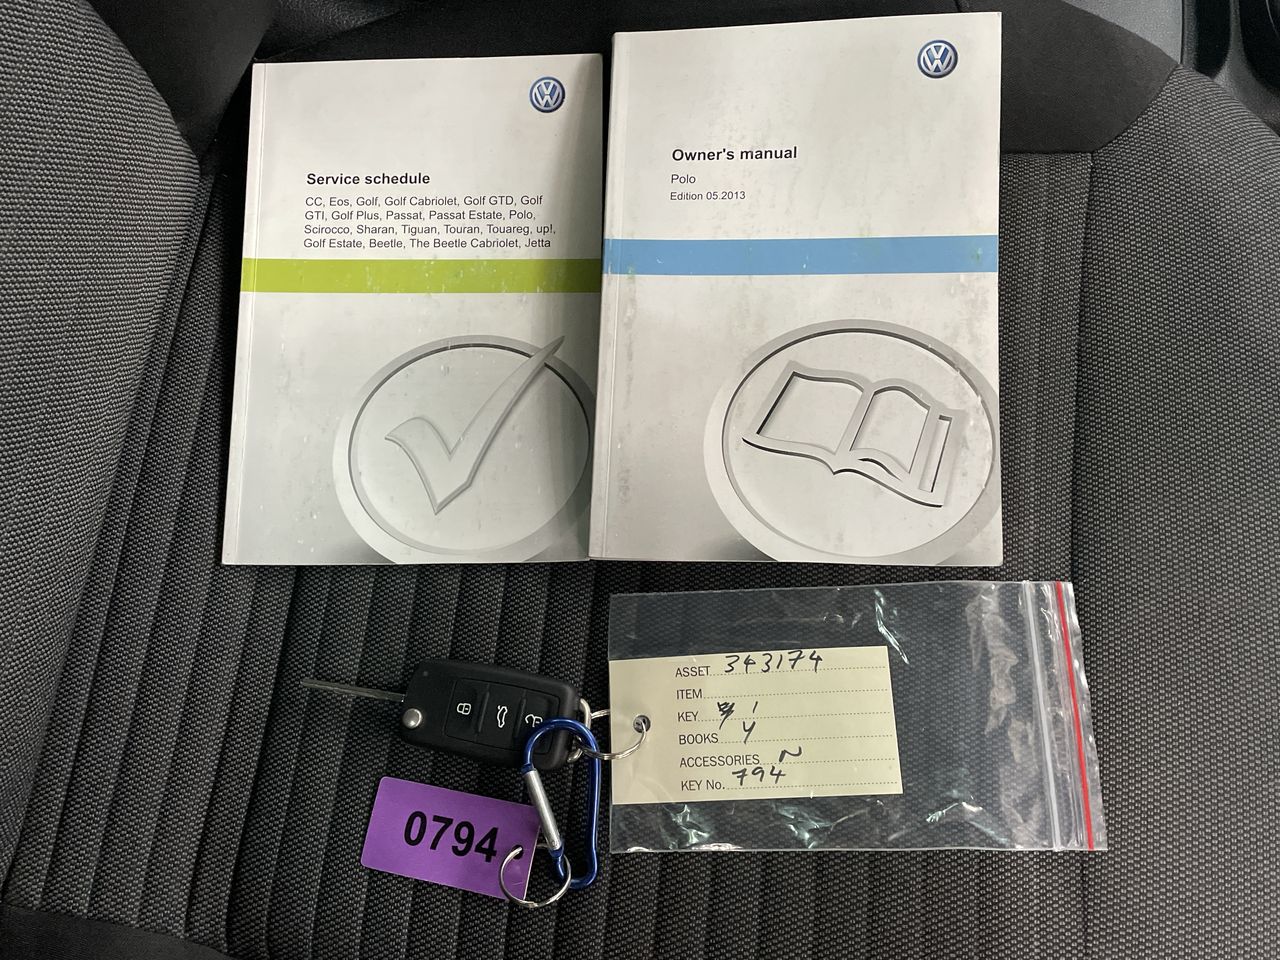 Service schedule
CC, Eos, Golf, Golf Cabriolet, Golf GTD, Golf
GTI, Golf Plus, Passat, Passat Estate, Polo,
Scirocco, Sharan, Tiguan, Touran, Touareg, up!,
Golf Estate, Beetle, The Beetle Cabriolet, Jetta
Owner's manual
Polo
Edition 05.2013
ASSET 343174
ITEM
KEY 1
BOOKS Y
ACCESSORIES N
KEY No. 794
0794